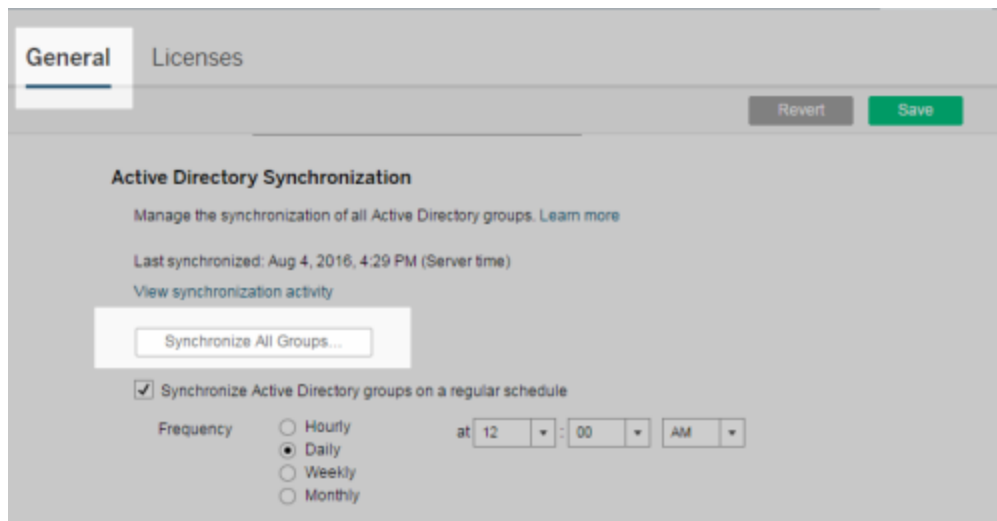 General Licenses
Revert Save
Active Directory Synchronization
Manage the synchronization of all Active Directory groups. Learn more
Last synchronized: Aug 4, 2016, 4:29 PM (Server time)
View synchronization activity
Synchronize All Groups...
Synchronize Active Directory groups on a regular schedule
Frequency Hourly at 12 : 00 AM
Daily
Weekly
Monthly